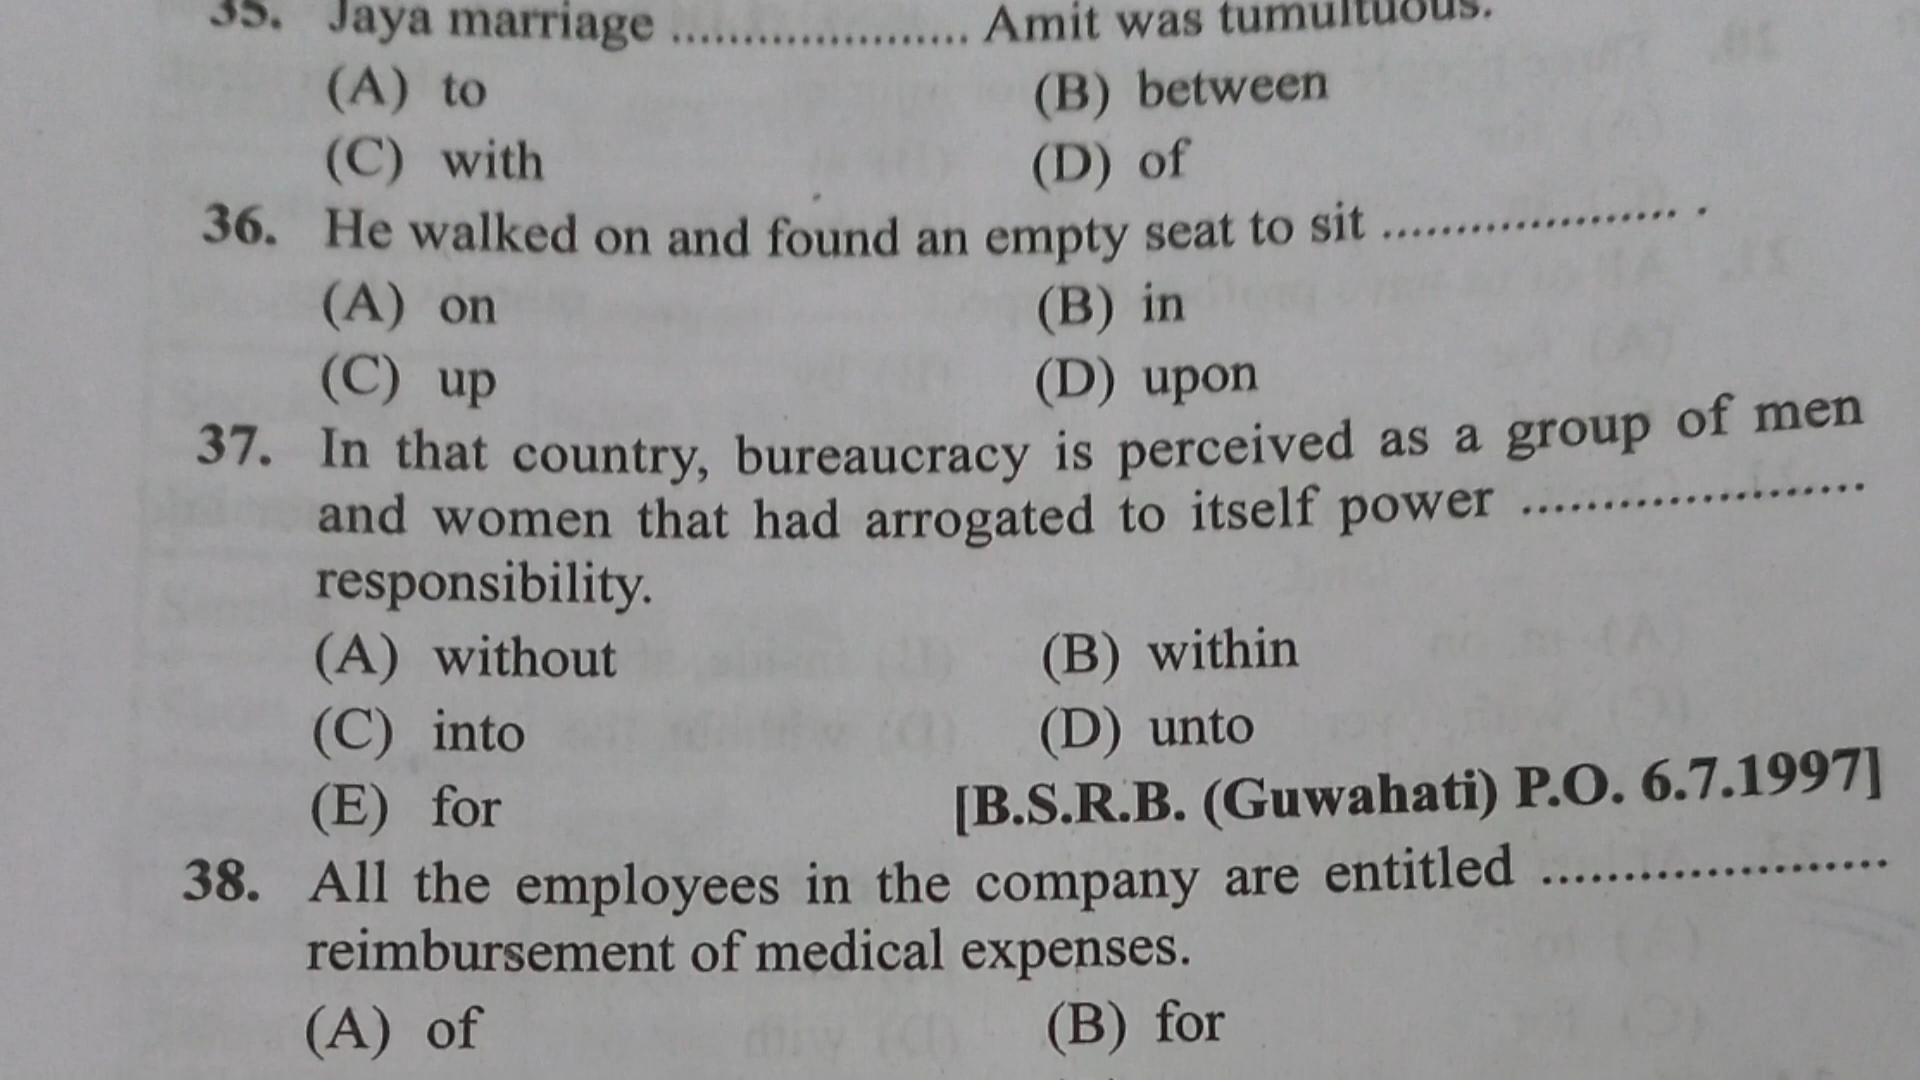 35. Jaya marriage ..................... Amit was tumultuous.
(A) to (B) between
(C) with (D) of
36. He walked on and found an empty seat to sit ..................... .
(A) on (B) in
(C) up (D) upon
37. In that country, bureaucracy is perceived as a group of men
and women that had arrogated to itself power .....................
responsibility.
(A) without (B) within
(C) into (D) unto
(E) for [B.S.R.B. (Guwahati) P.O. 6.7.1997]
38. All the employees in the company are entitled .....................
reimbursement of medical expenses.
(A) of (B) for